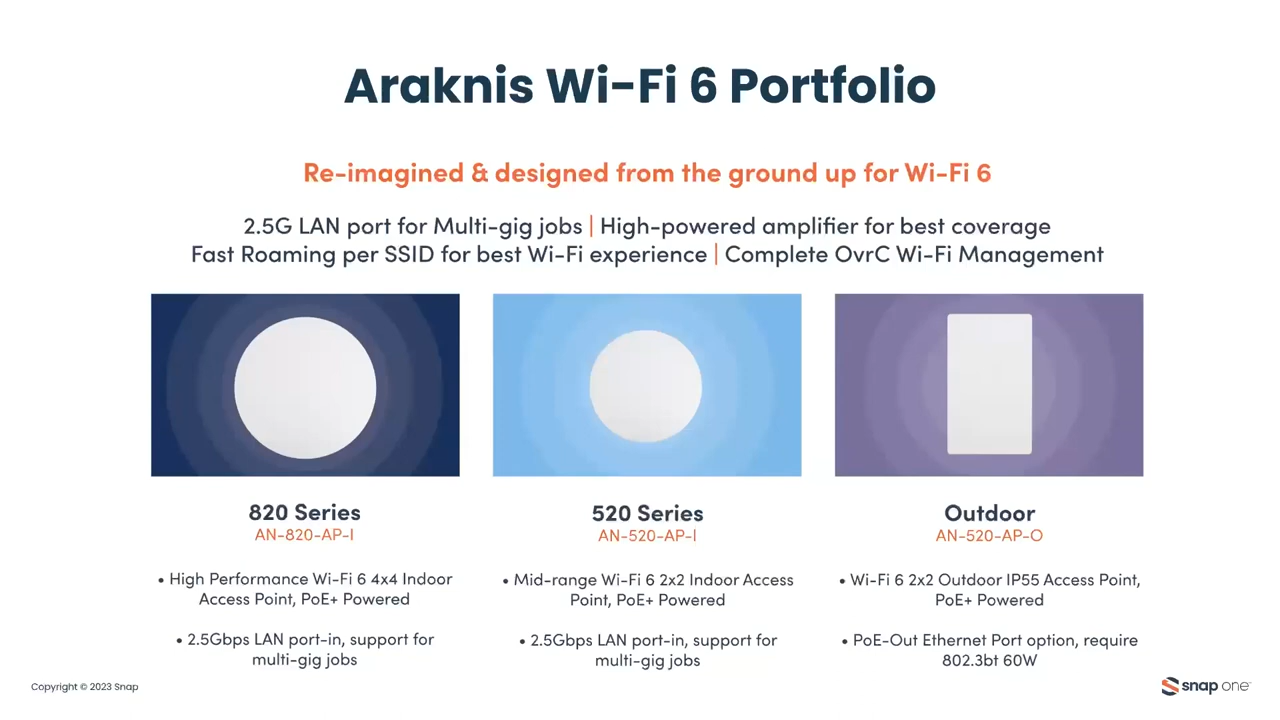 Araknis Wi-Fi 6 Portfolio
Re-imagined & designed from the ground up for Wi-Fi 6
2.5G LAN port for Multi-gig jobs | High-powered amplifier for best coverage
Fast Roaming per SSID for best Wi-Fi experience | Complete OvrC Wi-Fi Management
820 Series
AN-820-AP-I
• High Performance Wi-Fi 6 4x4 Indoor
Access Point, PoE+ Powered
• 2.5Gbps LAN port-in, support for
multi-gig jobs
520 Series
AN-520-AP-I
• Mid-range Wi-Fi 6 2x2 Indoor Access
Point, PoE+ Powered
• 2.5Gbps LAN port-in, support for
multi-gig jobs
Outdoor
AN-520-AP-O
• Wi-Fi 6 2x2 Outdoor IP55 Access Point,
PoE+ Powered
• PoE-Out Ethernet Port option, require
802.3bt 60W
Copyright © 2023 Snap
snap one